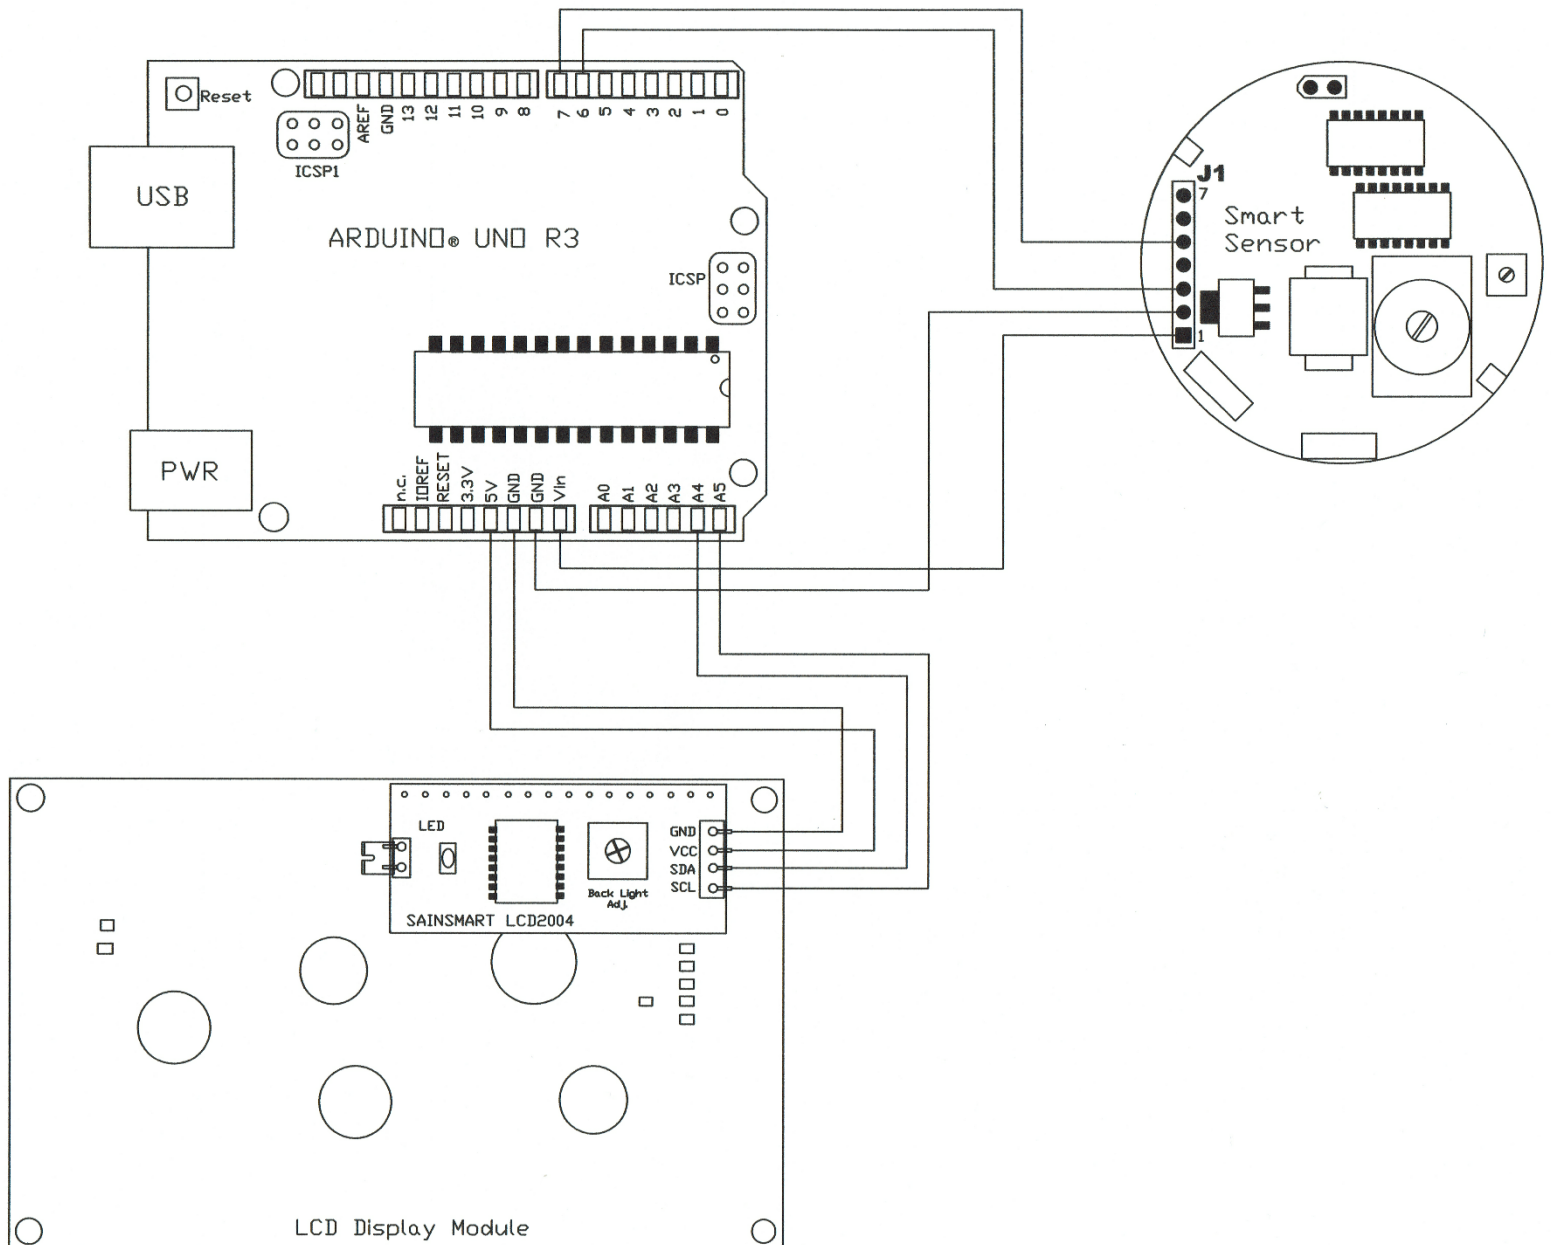 Reset
AREF
GND
13
12
11
10
9
8
7
6
5
4
3
2
1
0
ICSP1
USB
ARDUINO® UNO R3
ICSP
J1
7
Smart
Sensor
1
PWR
n.c.
IOREF
RESET
3.3V
5V
GND
GND
Vin
A0
A1
A2
A3
A4
A5
LED
GND
VCC
SDA
SCL
Back Light
Adj.
SAINSMART LCD2004
LCD Display Module